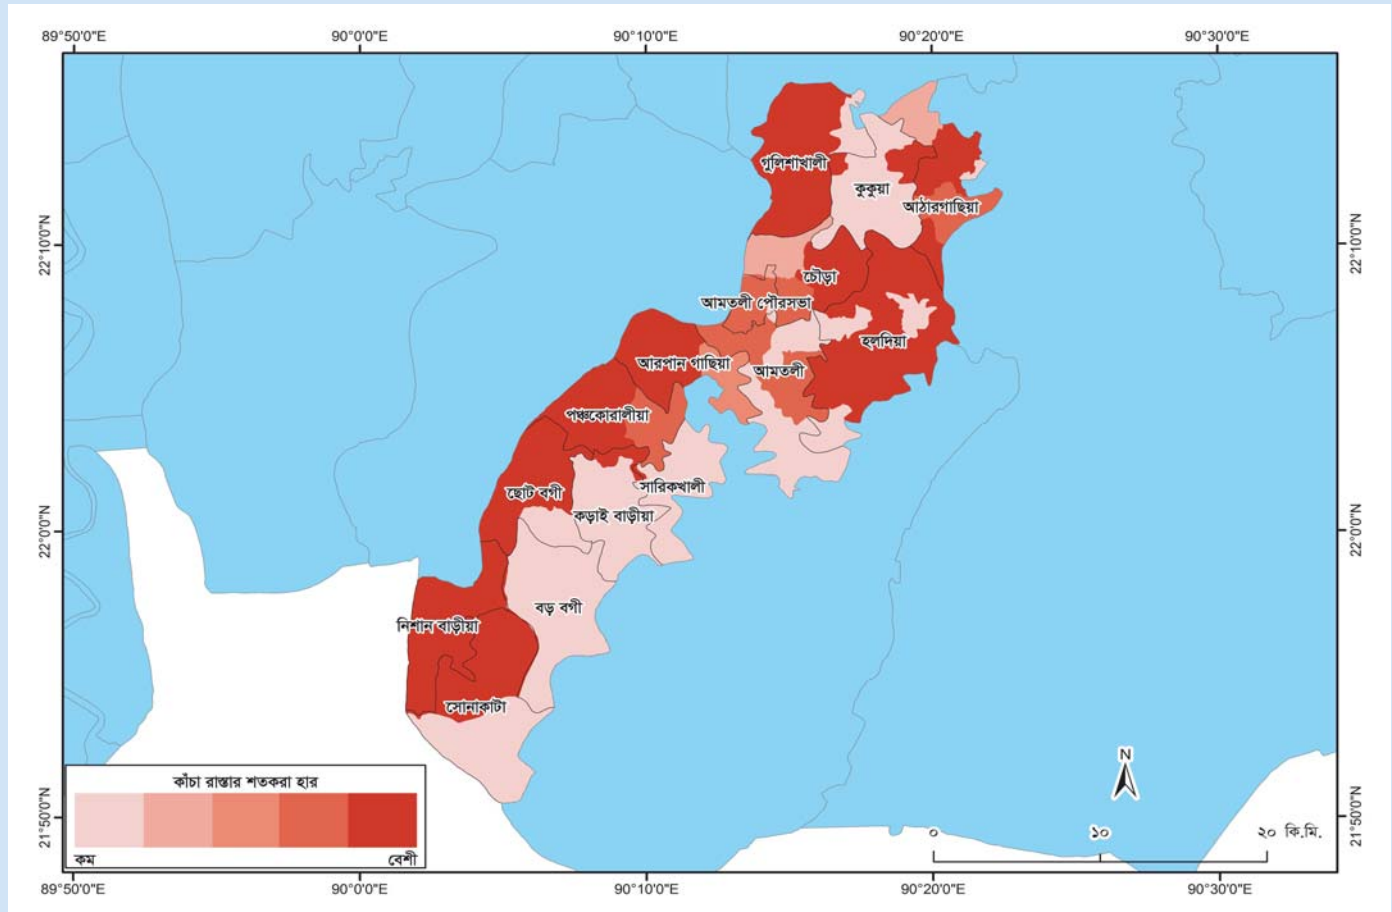 89°50'0"E 90°0'0"E 90°10'0"E 90°20'0"E 90°30'0"E
গুলিশাখালী
কুকুয়া
আঠারগাছিয়া
22°10'0"N 22°10'0"N
চৌড়া
আমতলী পৌরসভা
হলদিয়া
আরপান গাছিয়া
আমতলী
পঞ্চকোরালীয়া
সারিকখালী
ছোট বগী
কড়াই বাড়ীয়া
22°0'0"N 22°0'0"N
বড় বগী
নিশান বাড়ীয়া
সোনাকাটা
N
কাঁচা রাস্তার শতকরা হার
কম বেশী
21°50'0"N 21°50'0"N
০ ১০ ২০ কি.মি.
89°50'0"E 90°0'0"E 90°10'0"E 90°20'0"E 90°30'0"E